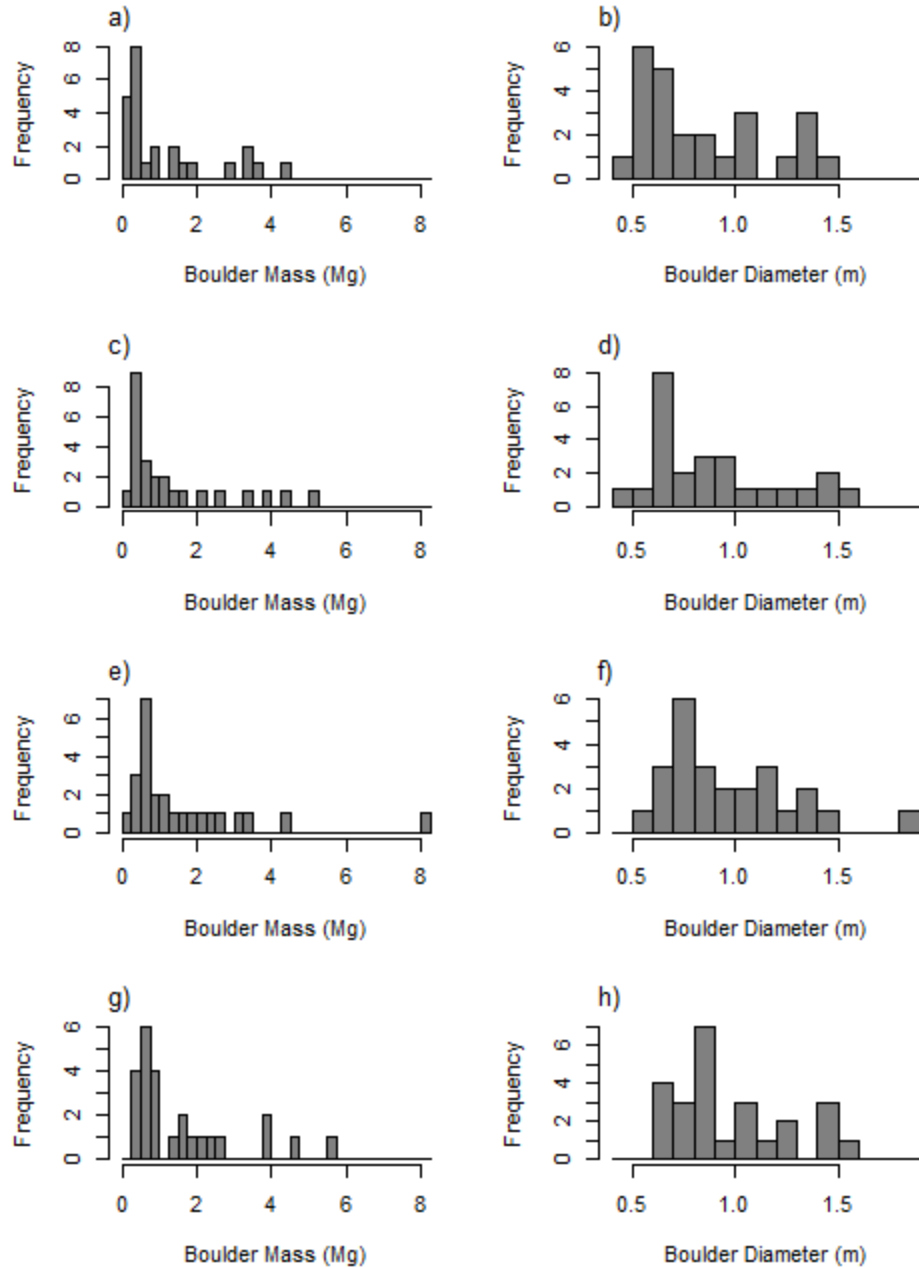 a)
Frequency
0 2 4 6 8
0 2 4 6 8
Boulder Mass (Mg)
b)
Frequency
0 2 4 6
0.5 1.0 1.5
Boulder Diameter (m)
c)
Frequency
0 2 4 6 8
0 2 4 6 8
Boulder Mass (Mg)
d)
Frequency
0 2 4 6 8
0.5 1.0 1.5
Boulder Diameter (m)
e)
Frequency
0 2 4 6
0 2 4 6 8
Boulder Mass (Mg)
f)
Frequency
0 2 4 6
0.5 1.0 1.5
Boulder Diameter (m)
g)
Frequency
0 2 4 6
0 2 4 6 8
Boulder Mass (Mg)
h)
Frequency
0 2 4 6
0.5 1.0 1.5
Boulder Diameter (m)